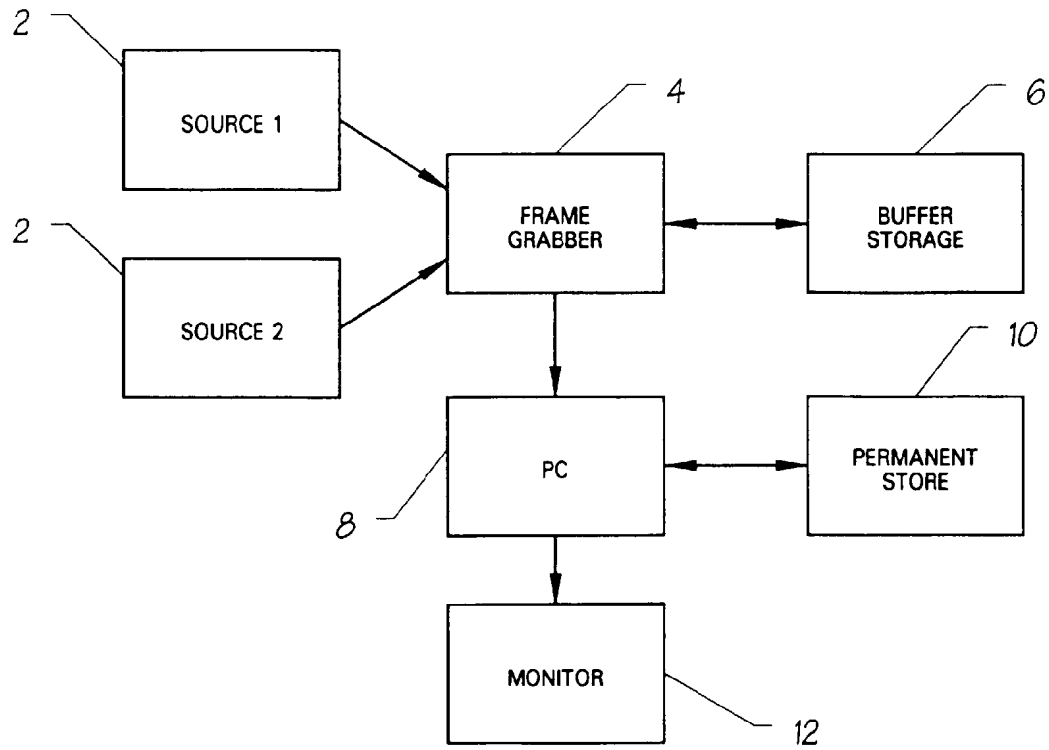 2
SOURCE 1
4
6
FRAME
GRABBER
BUFFER
STORAGE
2
SOURCE 2
10
PC
PERMANENT
STORE
8
MONITOR
12